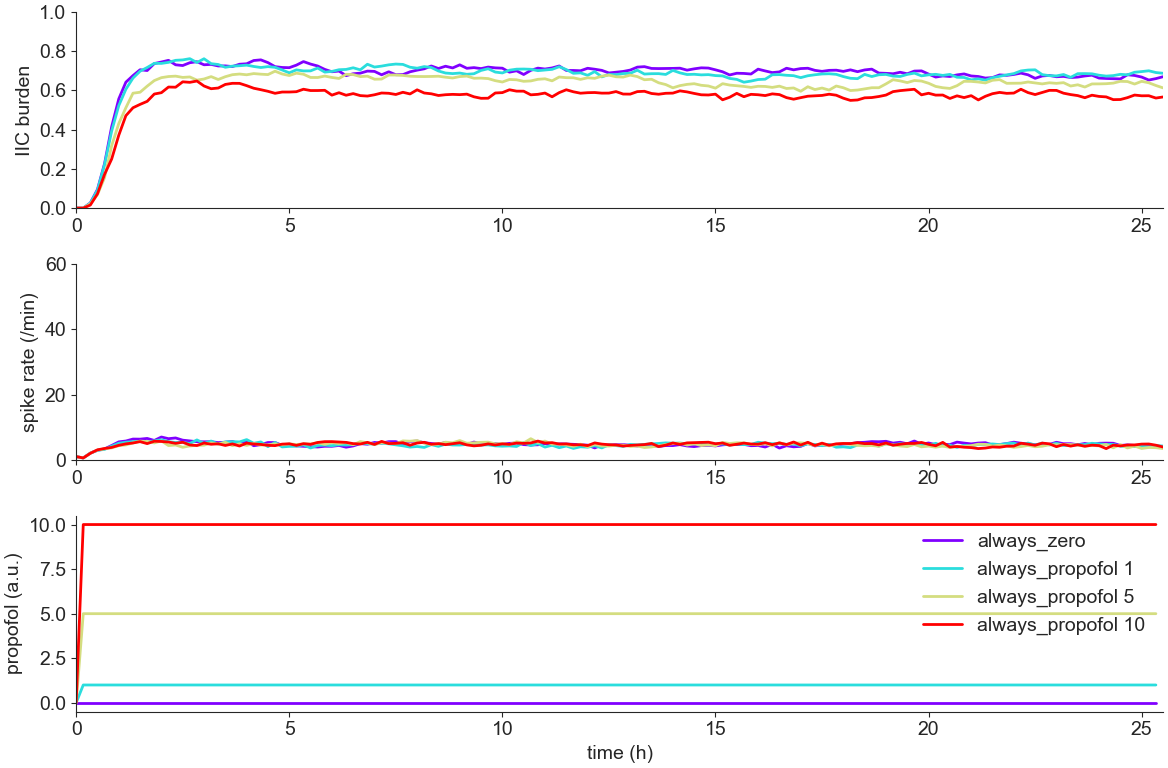 1.0
0.8
0.6
0.4
0.2
0.0
IIC burden
0 5 10 15 20 25
60
40
20
0
spike rate (/min)
0 5 10 15 20 25
10.0
7.5
5.0
2.5
0.0
propofol (a.u.)
always_zero
always_propofol 1
always_propofol 5
always_propofol 10
0 5 10 15 20 25
time (h)